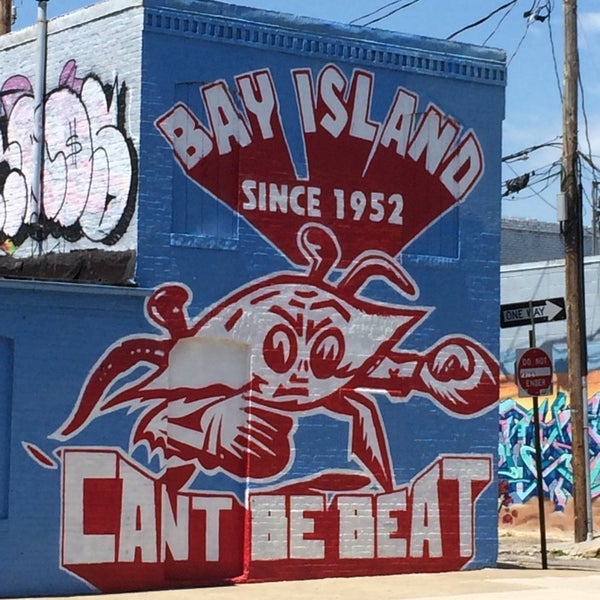 BAY ISLAND
SINCE 1952
CANT BE BEAT
ONE WAY
DO NOT
ENTER